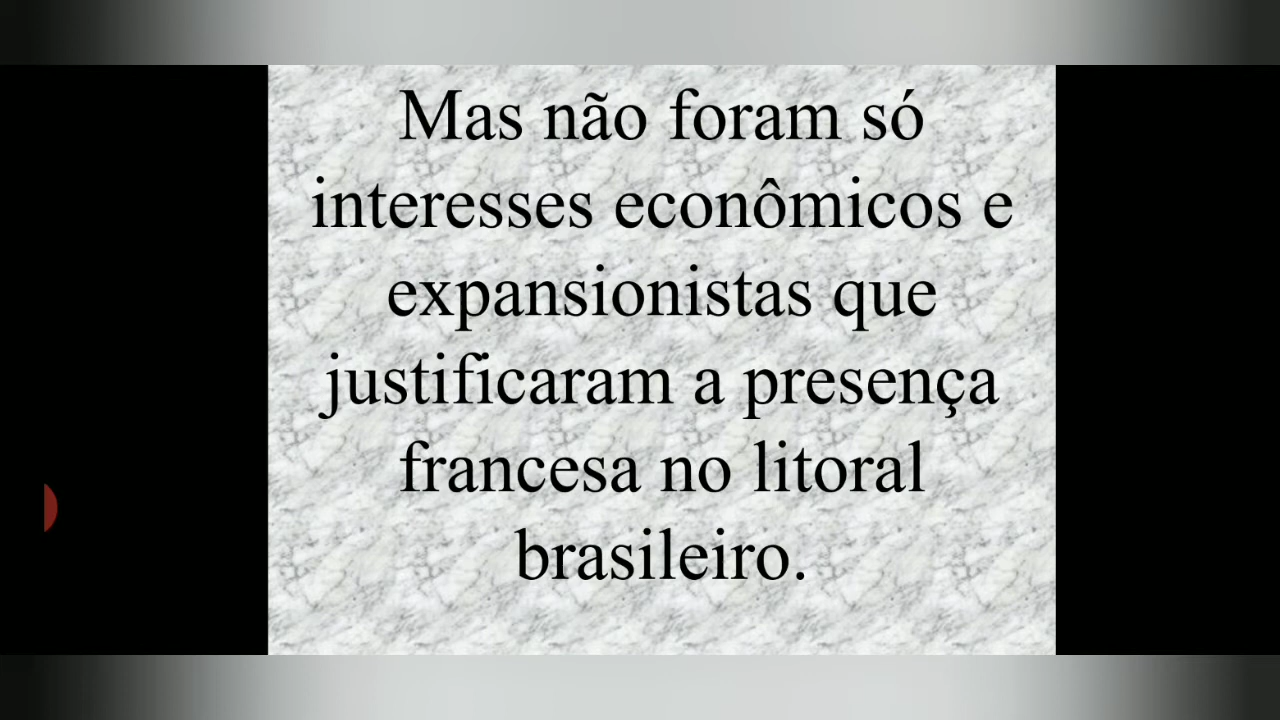 Mas não foram só
interesses econômicos e
expansionistas que
justificaram a presença
francesa no litoral
brasileiro.